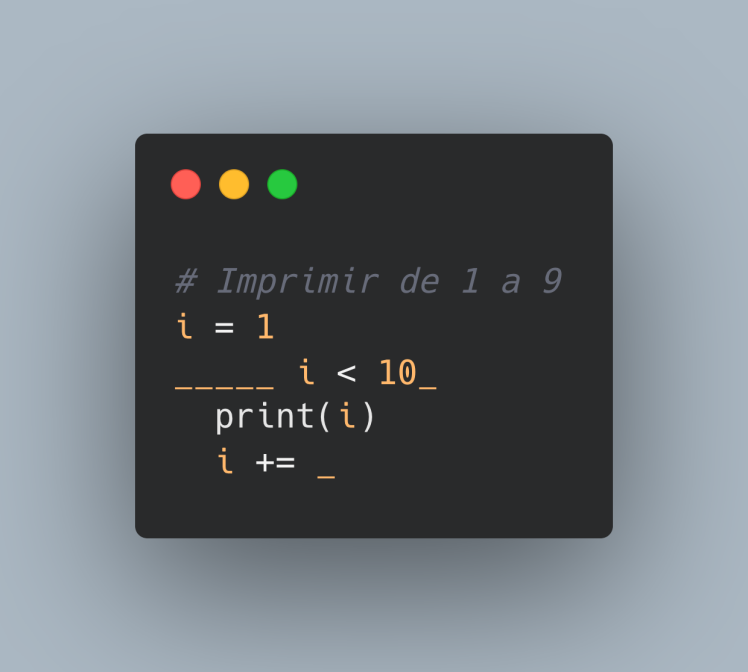 # Imprimir de 1 a 9
i = 1
_____ i < 10_
  print(i)
  i += _